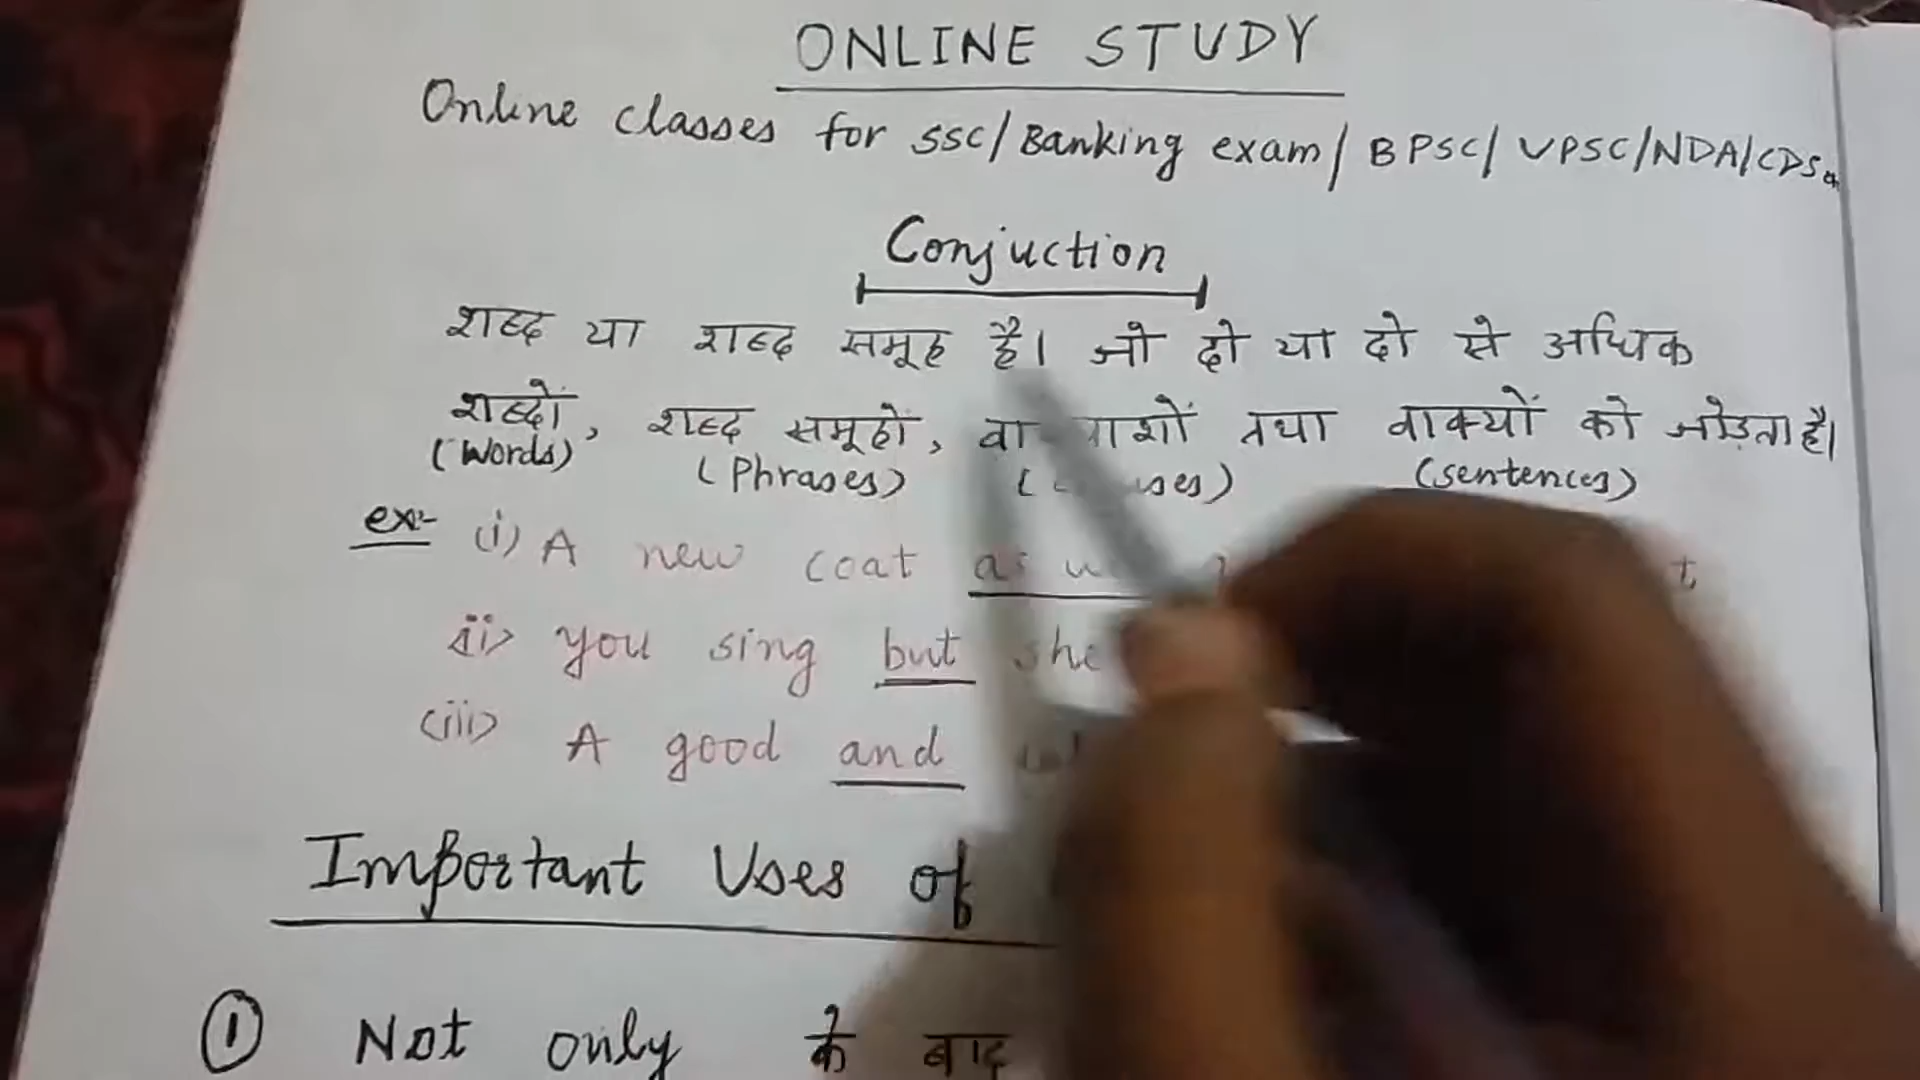 ONLINE STUDY
Online classes for SSC/Banking exam/BPSC/UPSC/NDA/CDS
Conjuction
शब्द या शब्द समूह है। जो दो या दो से अधिक
शब्दों, शब्द समूहों, तथा वाक्यों को जोड़ता है।
(Words) (Phrases) (sentences)
ex:- (i) A new coat as
(ii) you sing but she
(iii) A good and
Important Uses of
① Not only के बाद